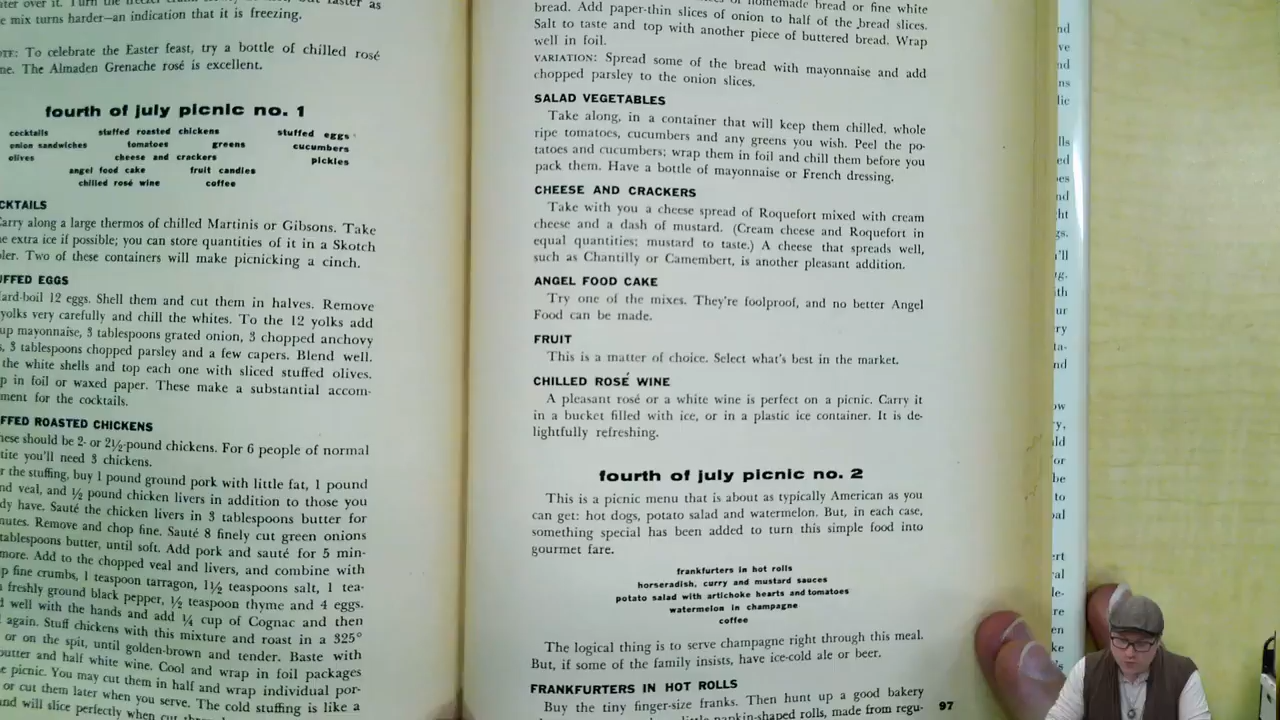 over it. Turn the
e mix turns harder—an indication that it is freezing.
To celebrate the Easter feast, try a bottle of chilled rosé
The Almaden Grenache rosé is excellent.
fourth of july picnic no. 1
cocktails stuffed roasted chickens stuffed eggs
onion sandwiches tomatoes greens cucumbers
olives cheese and crackers pickles
angel food cake fruit candies
chilled rosé wine coffee
CKTAILS
arry along a large thermos of chilled Martinis or Gibsons. Take
e extra ice if possible; you can store quantities of it in a Skotch
ler. Two of these containers will make picnicking a cinch.
FFED EGGS
ard-boil 12 eggs. Shell them and cut them in halves. Remove
yolks very carefully and chill the whites. To the 12 yolks add
up mayonnaise, 3 tablespoons grated onion, 3 chopped anchovy
s, 3 tablespoons chopped parsley and a few capers. Blend well.
the white shells and top each one with sliced stuffed olives.
p in foil or waxed paper. These make a substantial accom-
ment for the cocktails.
FFED ROASTED CHICKENS
hese should be 2- or 2½-pound chickens. For 6 people of normal
tite you'll need 3 chickens.
r the stuffing, buy 1 pound ground pork with little fat, 1 pound
nd veal, and ½ pound chicken livers in addition to those you
dy have. Sauté the chicken livers in 3 tablespoons butter for
nutes. Remove and chop fine. Sauté 8 finely cut green onions
tablespoons butter, until soft. Add pork and sauté for 5 min-
more. Add to the chopped veal and livers, and combine with
p fine crumbs, 1 teaspoon tarragon, 1½ teaspoons salt, 1 tea-
freshly ground black pepper, ½ teaspoon thyme and 4 eggs.
d well with the hands and add ¼ cup of Cognac and then
again. Stuff chickens with this mixture and roast in a 325°
or on the spit, until golden-brown and tender. Baste with
utter and half white wine. Cool and wrap in foil packages
e picnic. You may cut them in half and wrap individual por-
or cut them later when you serve. The cold stuffing is like a
and will slice perfectly when cut
homemade bread or fine white
bread. Add paper-thin slices of onion to half of the bread slices.
Salt to taste and top with another piece of buttered bread. Wrap
well in foil.
VARIATION: Spread some of the bread with mayonnaise and add
chopped parsley to the onion slices.
SALAD VEGETABLES
Take along, in a container that will keep them chilled, whole
ripe tomatoes, cucumbers and any greens you wish. Peel the po-
tatoes and cucumbers; wrap them in foil and chill them before you
pack them. Have a bottle of mayonnaise or French dressing.
CHEESE AND CRACKERS
Take with you a cheese spread of Roquefort mixed with cream
cheese and a dash of mustard. (Cream cheese and Roquefort in
equal quantities; mustard to taste.) A cheese that spreads well,
such as Chantilly or Camembert, is another pleasant addition.
ANGEL FOOD CAKE
Try one of the mixes. They're foolproof, and no better Angel
Food can be made.
FRUIT
This is a matter of choice. Select what's best in the market.
CHILLED ROSÉ WINE
A pleasant rosé or a white wine is perfect on a picnic. Carry it
in a bucket filled with ice, or in a plastic ice container. It is de-
lightfully refreshing.
fourth of july picnic no. 2
This is a picnic menu that is about as typically American as you
can get: hot dogs, potato salad and watermelon. But, in each case,
something special has been added to turn this simple food into
gourmet fare.
frankfurters in hot rolls
horseradish, curry and mustard sauces
potato salad with artichoke hearts and tomatoes
watermelon in champagne
coffee
The logical thing is to serve champagne right through this meal.
But, if some of the family insists, have ice-cold ale or beer.
FRANKFURTERS IN HOT ROLLS
Buy the tiny finger-size franks. Then hunt up a good bakery
napkin-shaped rolls, made from regu-
97